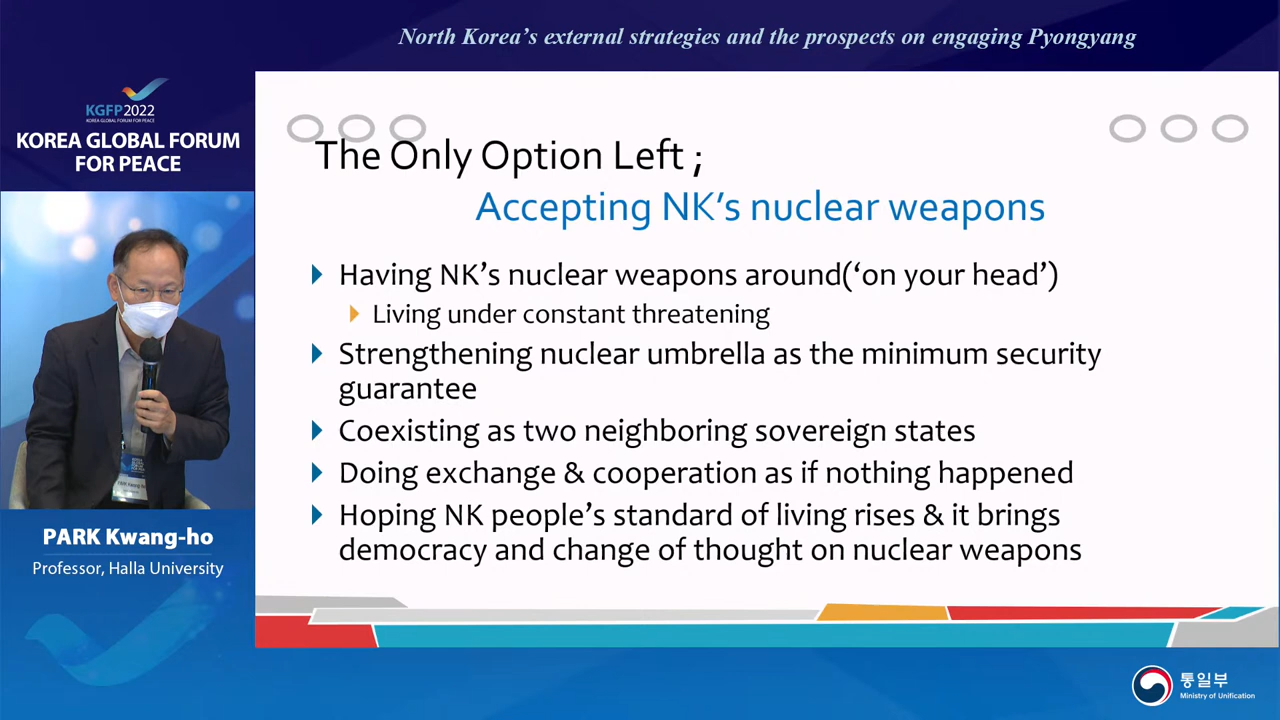 North Korea's external strategies and the prospects on engaging Pyongyang
KGFP2022
KOREA GLOBAL FORUM FOR PEACE
KOREA GLOBAL FORUM
FOR PEACE
The Only Option Left ;
Accepting NK's nuclear weapons
Having NK's nuclear weapons around('on your head')
Living under constant threatening
Strengthening nuclear umbrella as the minimum security
guarantee
Coexisting as two neighboring sovereign states
Doing exchange & cooperation as if nothing happened
Hoping NK people's standard of living rises & it brings
democracy and change of thought on nuclear weapons
PARK Kwang-ho
Professor, Halla University
통일부
Ministry of Unification